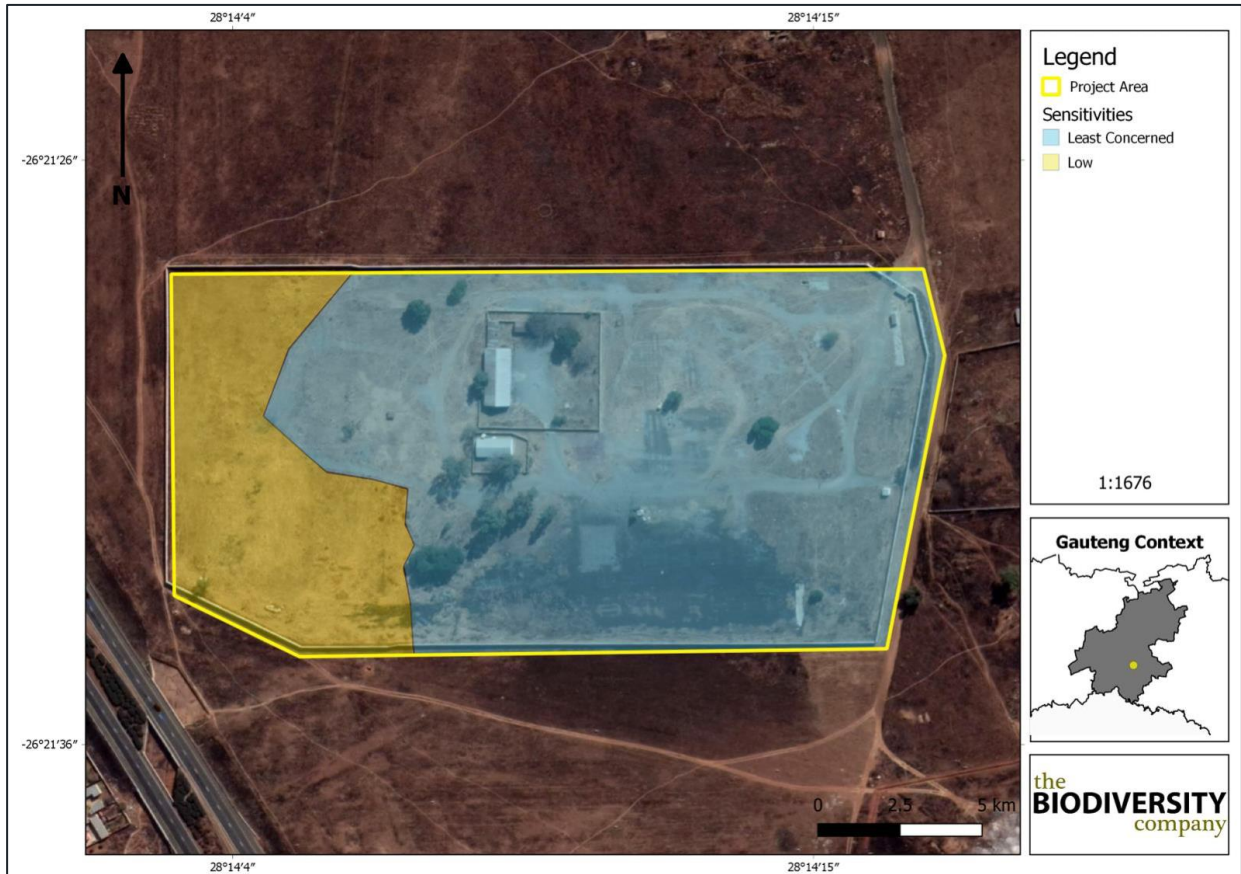 28°14'4"
28°14'15"
-26°21'26"
-26°21'36"
N
0 2,5 5 km
28°14'4"
28°14'15"
Legend
Project Area
Sensitivities
Least Concerned
Low
1:1676
Gauteng Context
the
BIODIVERSITY
company